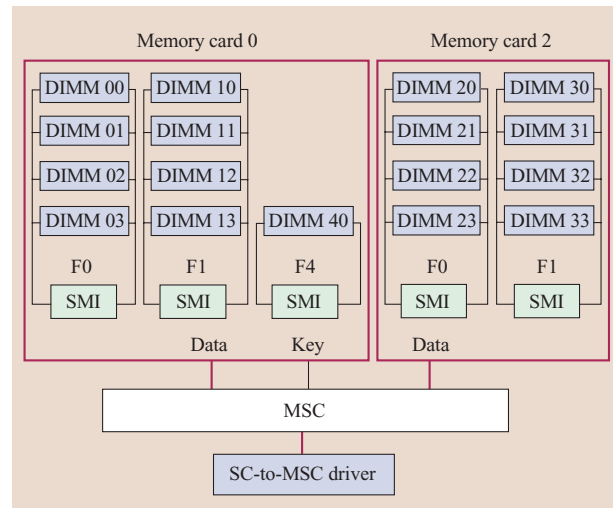 Memory card 0
Memory card 2
DIMM 00
DIMM 10
DIMM 20
DIMM 30
DIMM 01
DIMM 11
DIMM 21
DIMM 31
DIMM 02
DIMM 12
DIMM 22
DIMM 32
DIMM 03
DIMM 13
DIMM 40
DIMM 23
DIMM 33
F0
F1
F4
F0
F1
SMI
SMI
SMI
SMI
SMI
Data
Key
Data
MSC
SC-to-MSC driver